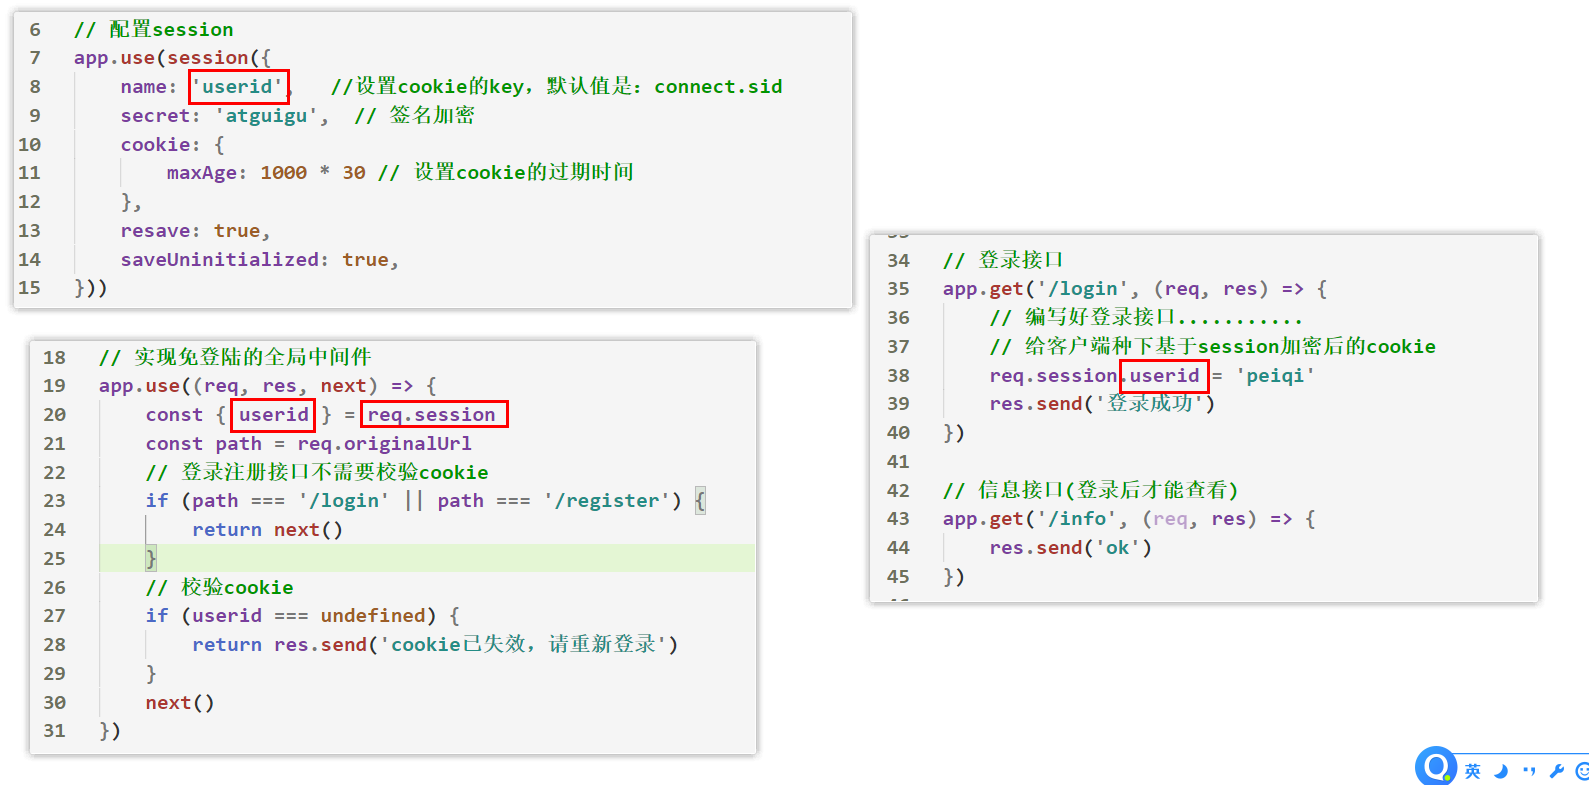 6 // 配置session
7 app.use(session({
8 name: 'userid', //设置cookie的key，默认值是：connect.sid
9 secret: 'atguigu', // 签名加密
10 cookie: {
11 maxAge: 1000 * 30 // 设置cookie的过期时间
12 },
13 resave: true,
14 saveUninitialized: true,
15 }))
18 // 实现免登陆的全局中间件
19 app.use((req, res, next) => {
20 const { userid } = req.session
21 const path = req.originalUrl
22 // 登录注册接口不需要校验cookie
23 if (path === '/login' || path === '/register') {
24 return next()
25 }
26 // 校验cookie
27 if (userid === undefined) {
28 return res.send('cookie已失效，请重新登录')
29 }
30 next()
31 })
34 // 登录接口
35 app.get('/login', (req, res) => {
36 // 编写好登录接口...........
37 // 给客户端种下基于session加密后的cookie
38 req.session.userid = 'peiqi'
39 res.send('登录成功')
40 })
41
42 // 信息接口(登录后才能查看)
43 app.get('/info', (req, res) => {
44 res.send('ok')
45 })
英